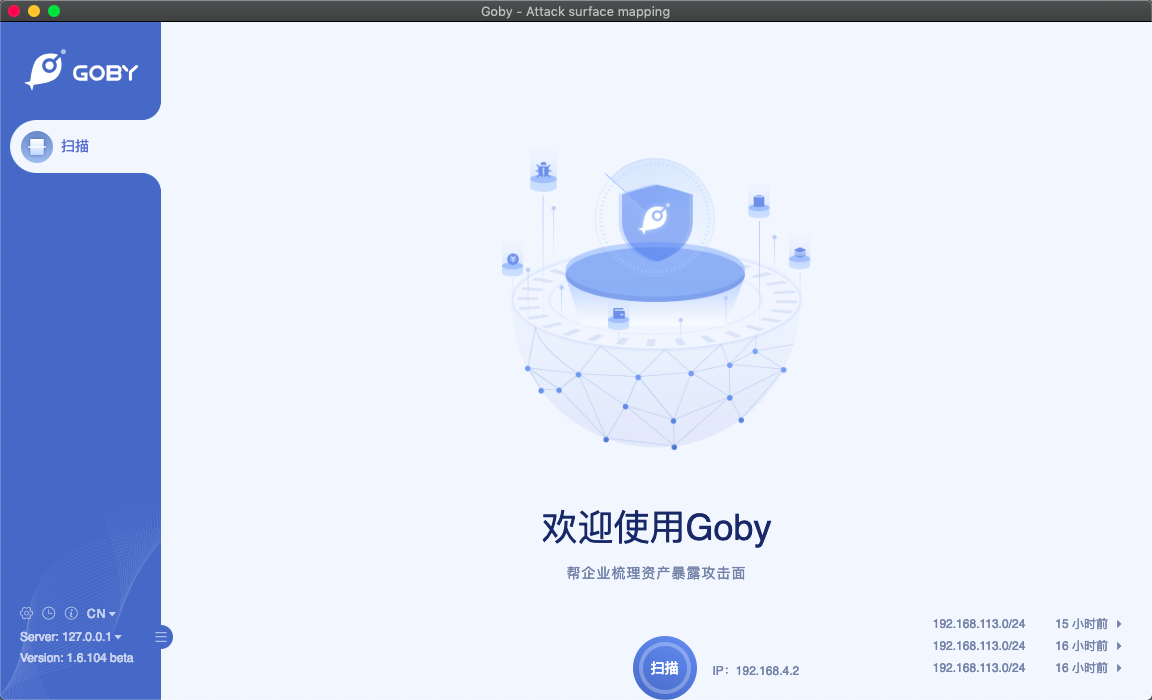 Goby - Attack surface mapping
GOBY
扫描
欢迎使用Goby
帮企业梳理资产暴露攻击面
CN
Server: 127.0.0.1
Version: 1.6.104 beta
扫描
IP： 192.168.4.2
192.168.113.0/24 15 小时前
192.168.113.0/24 16 小时前
192.168.113.0/24 16 小时前